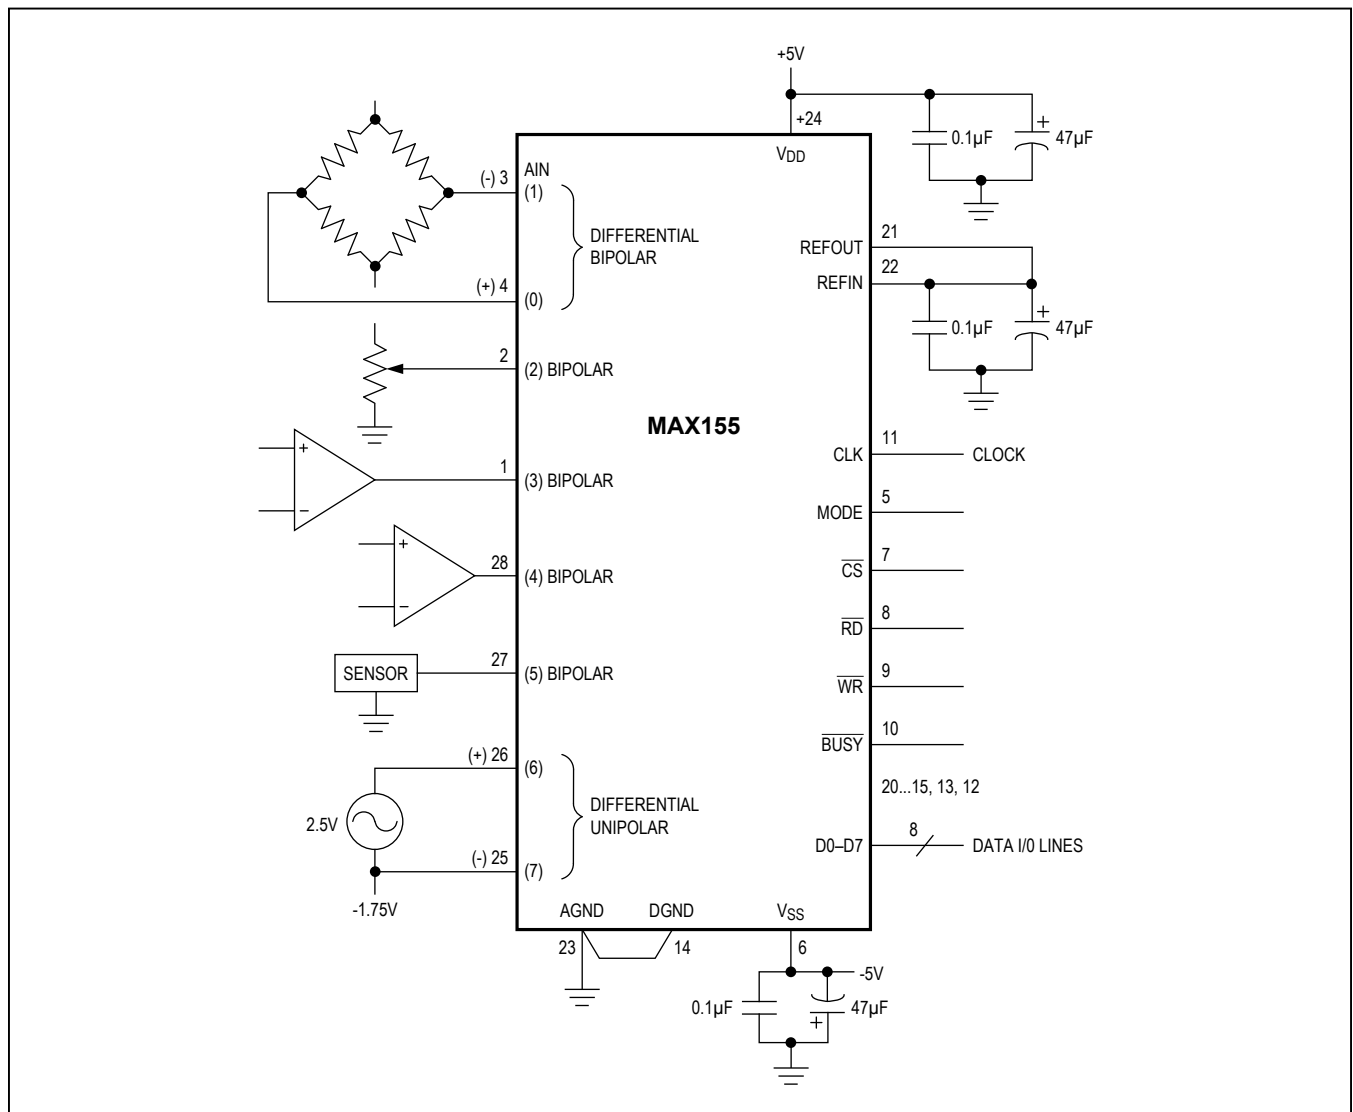 +5V
+24
VDD
0.1µF
47µF
+
AIN
(-) 3
(1)
DIFFERENTIAL
BIPOLAR
(+) 4
(0)
REFOUT
21
REFIN
22
0.1µF
+
47µF
2
(2) BIPOLAR
MAX155
+
−
1
(3) BIPOLAR
CLK
11
CLOCK
MODE
5
+
−
28
(4) BIPOLAR
CS
7
RD
8
SENSOR
27
(5) BIPOLAR
WR
9
BUSY
10
(+) 26
(6)
20...15, 13, 12
2.5V
DIFFERENTIAL
UNIPOLAR
D0–D7
8
DATA I/0 LINES
(-) 25
(7)
-1.75V
AGND
DGND
VSS
23
14
6
-5V
0.1µF
+
47µF